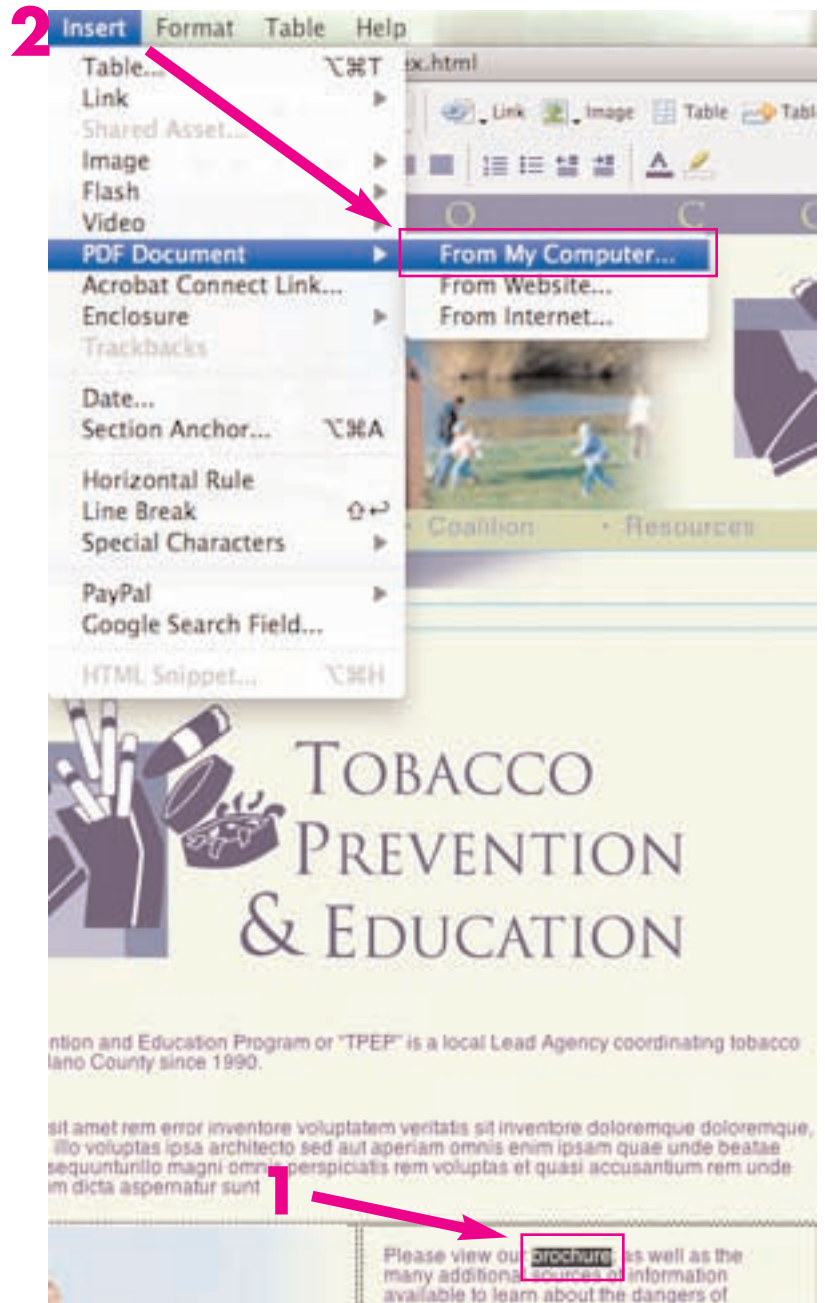 2
Insert Format Table Help
Table... ⌥⌘T
Link
Shared Asset...
Image
Flash
Video
PDF Document
Acrobat Connect Link...
Enclosure
Trackbacks
Date...
Section Anchor... ⌥⌘A
Horizontal Rule
Line Break ⇧↩
Special Characters
PayPal
Google Search Field...
HTML Snippet... ⌥⌘H
ex.html
Link Image Table Tabl
O C
From My Computer...
From Website...
From Internet...
• Coalition • Resources
TOBACCO
PREVENTION
& EDUCATION
ntion and Education Program or "TPEP" is a local Lead Agency coordinating tobacco
lano County since 1990.
sit amet rem error inventore voluptatem veritatis sit inventore doloremque doloremque,
illo voluptas ipsa architecto sed aut aperiam omnis enim ipsam quae unde beatae
sequunturillo magni omnis perspiciatis rem voluptas et quasi accusantium rem unde
m dicta aspernatur sunt
1
Please view our brochure, as well as the
many additional sources of information
available to learn about the dangers of